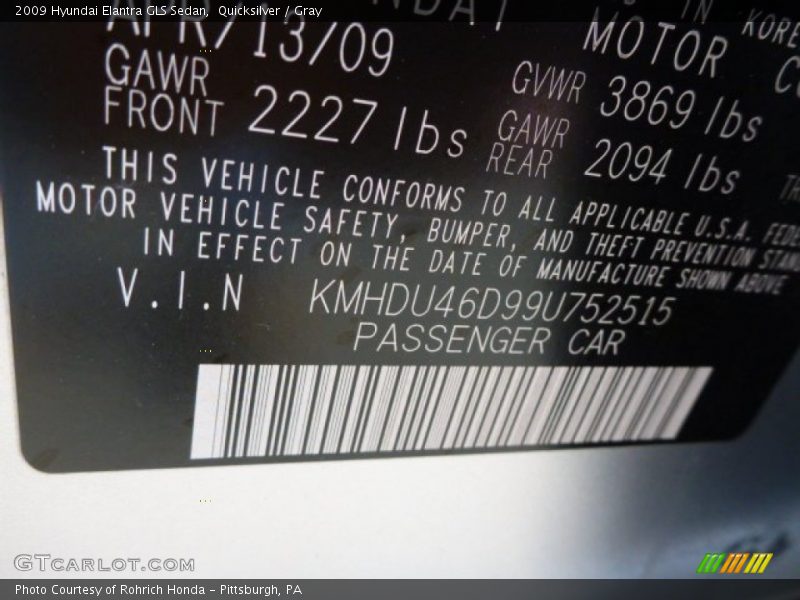 2009 Hyundai Elantra GLS Sedan, Quicksilver / Gray
APR/13/09
MOTOR
GAWR FRONT 2227 lbs
GVWR 3869 lbs
GAWR REAR 2094 lbs
THIS VEHICLE CONFORMS TO ALL APPLICABLE U.S.A.
MOTOR VEHICLE SAFETY, BUMPER, AND THEFT PREVENTION
IN EFFECT ON THE DATE OF MANUFACTURE SHOWN ABOVE
V.I.N KMHDU46D99U752515
PASSENGER CAR
GTCARLOT.COM
Photo Courtesy of Rohrich Honda – Pittsburgh, PA